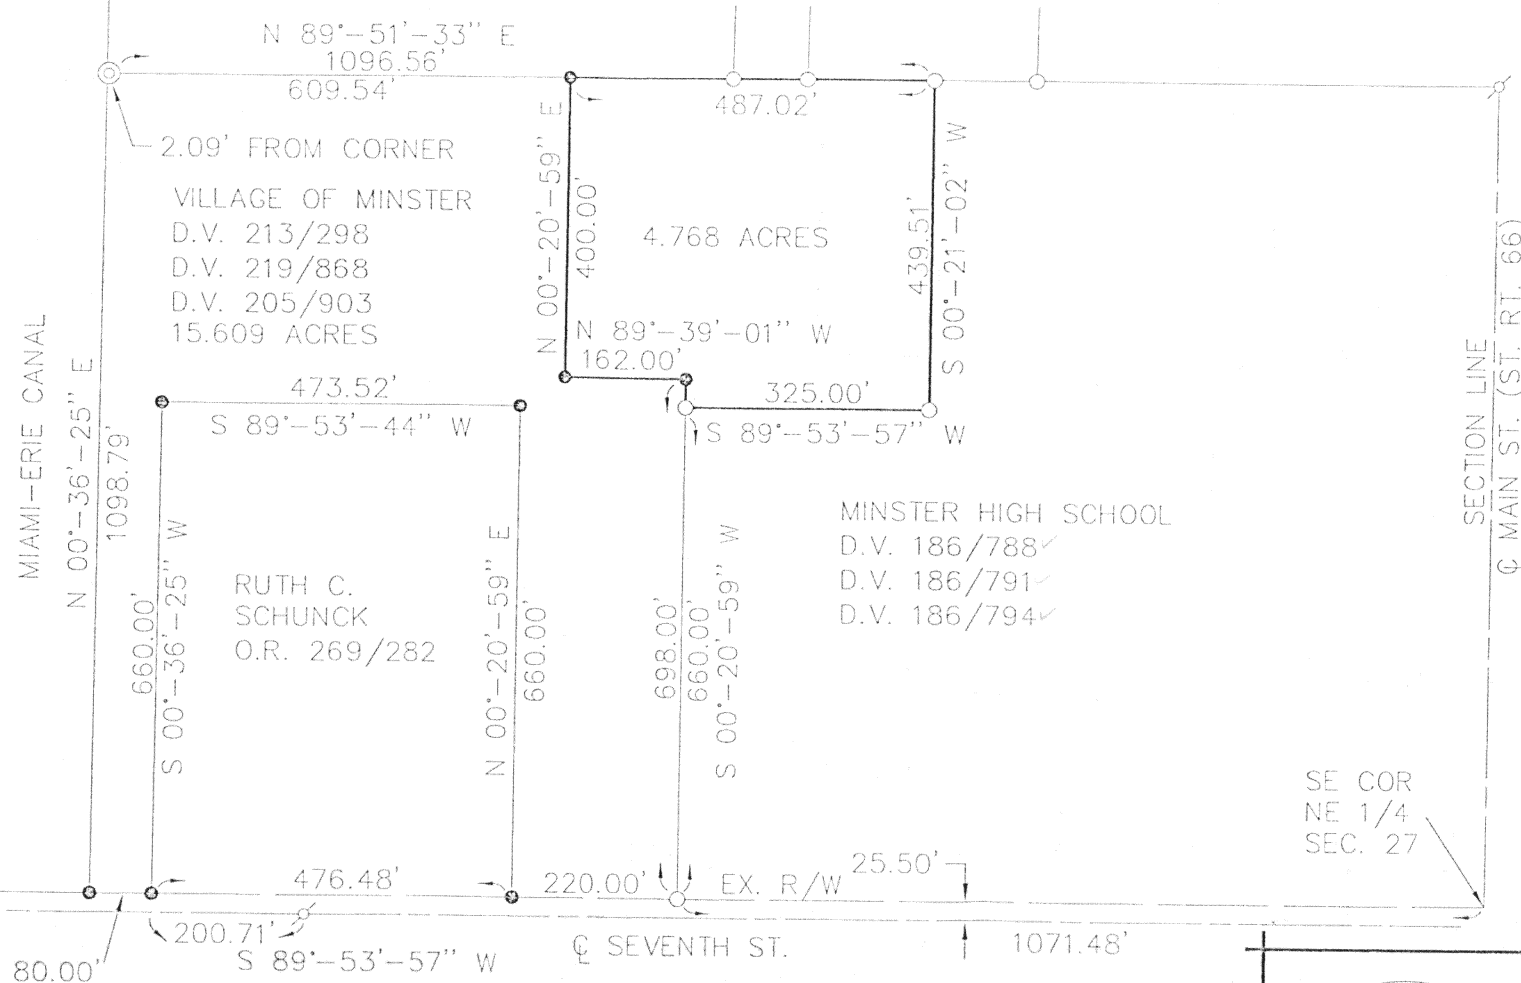 N 89°-51'-33" E
1096.56'
609.54'
487.02'
2.09' FROM CORNER
VILLAGE OF MINSTER
D.V. 213/298
D.V. 219/868
D.V. 205/903
15.609 ACRES
N 00°-20'-59" E
400.00'
4.768 ACRES
439.51'
S 00°-21'-02" W
N 89°-39'-01" W
162.00'
325.00'
S 89°-53'-57" W
MIAMI-ERIE CANAL
N 00°-36'-25" E
1098.79'
473.52'
S 89°-53'-44" W
660.00'
S 00°-36'-25" W
RUTH C.
SCHUNCK
O.R. 269/282
N 00°-20'-59" E
660.00'
698.00'
660.00'
S 00°-20'-59" W
MINSTER HIGH SCHOOL
D.V. 186/788
D.V. 186/791
D.V. 186/794
SECTION LINE
℄ MAIN ST. (ST. RT. 66)
SE COR
NE 1/4
SEC. 27
476.48'
220.00'
EX. R/W
25.50'
200.71'
S 89°-53'-57" W
80.00'
℄ SEVENTH ST.
1071.48'